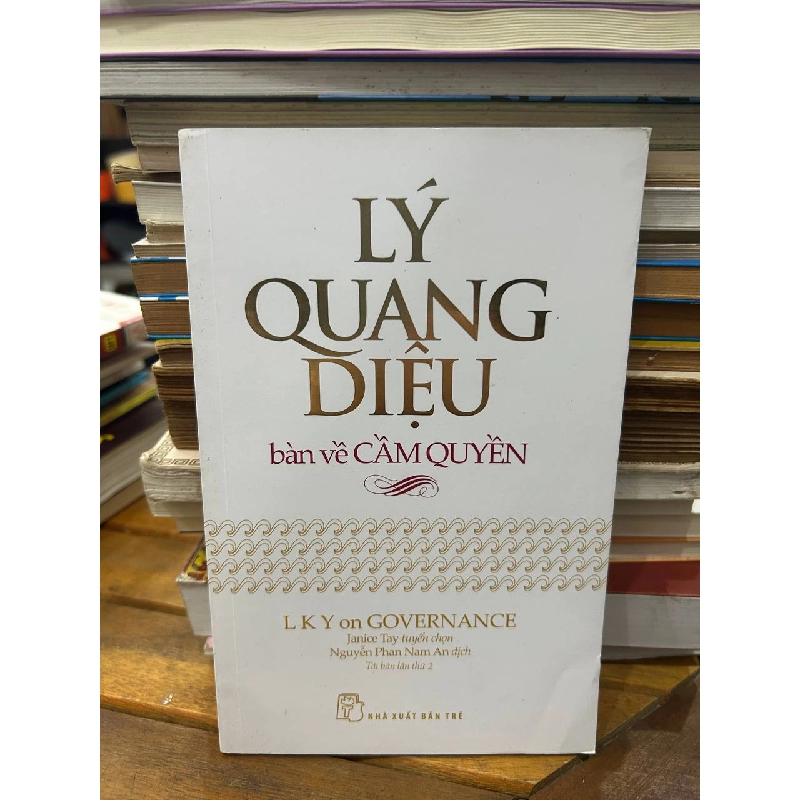 LÝ
QUANG
DIỆU
bàn về CẦM QUYỀN
L K Y on GOVERNANCE
Janice Tay tuyển chọn
Nguyễn Phan Nam An dịch
Tái bản lần thứ 2
NHÀ XUẤT BẢN TRẺ